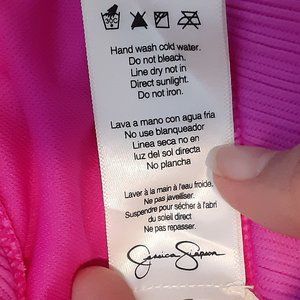 Hand wash cold water.
Do not bleach.
Line dry not in
Direct sunlight.
Do not iron.
Lava a mano con agua fria
No use blanqueador
Linea seca no en
luz del sol directa
No plancha
Laver à la main à l'eau froide.
Ne pas javelliser.
Suspendre pour sécher à l'abri
du soleil direct
Ne pas repasser.
Jessica Simpson